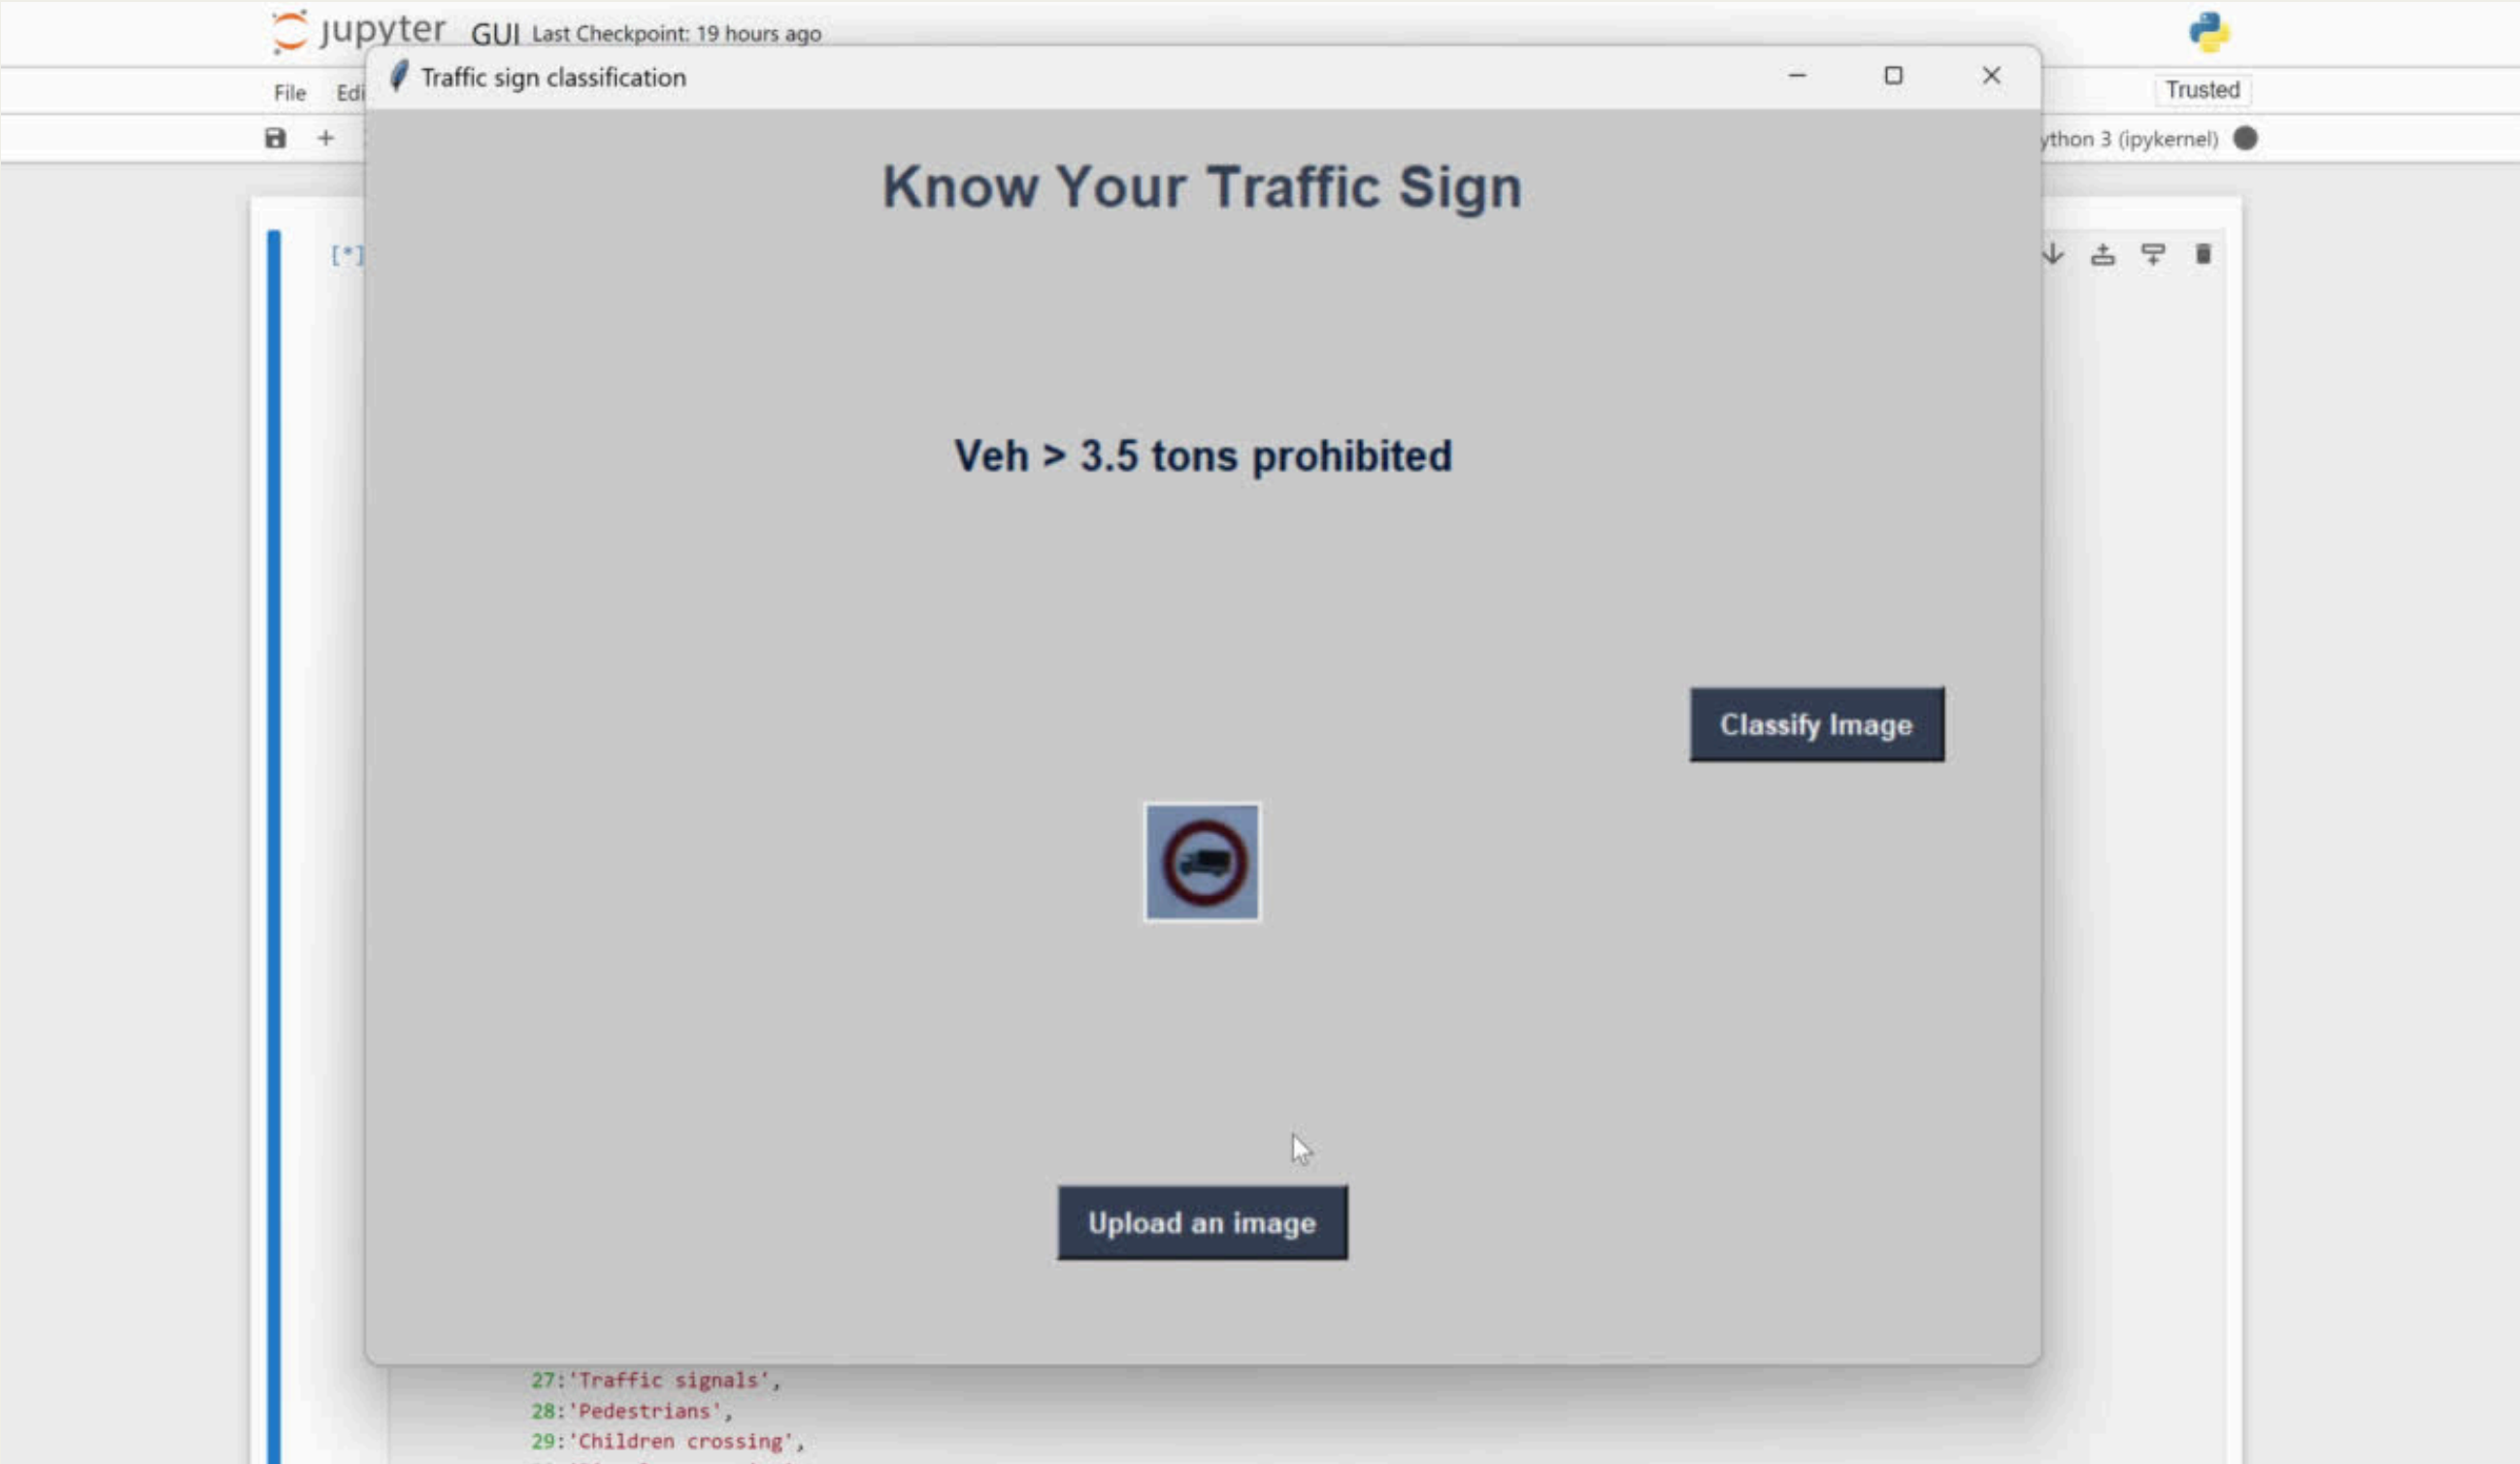 jupyter GUI Last Checkpoint: 19 hours ago
Traffic sign classification
File Edi
Trusted
ython 3 (ipykernel)
Know Your Traffic Sign
[*]
Veh > 3.5 tons prohibited
Classify Image
Upload an image
27:'Traffic signals',
28:'Pedestrians',
29:'Children crossing',